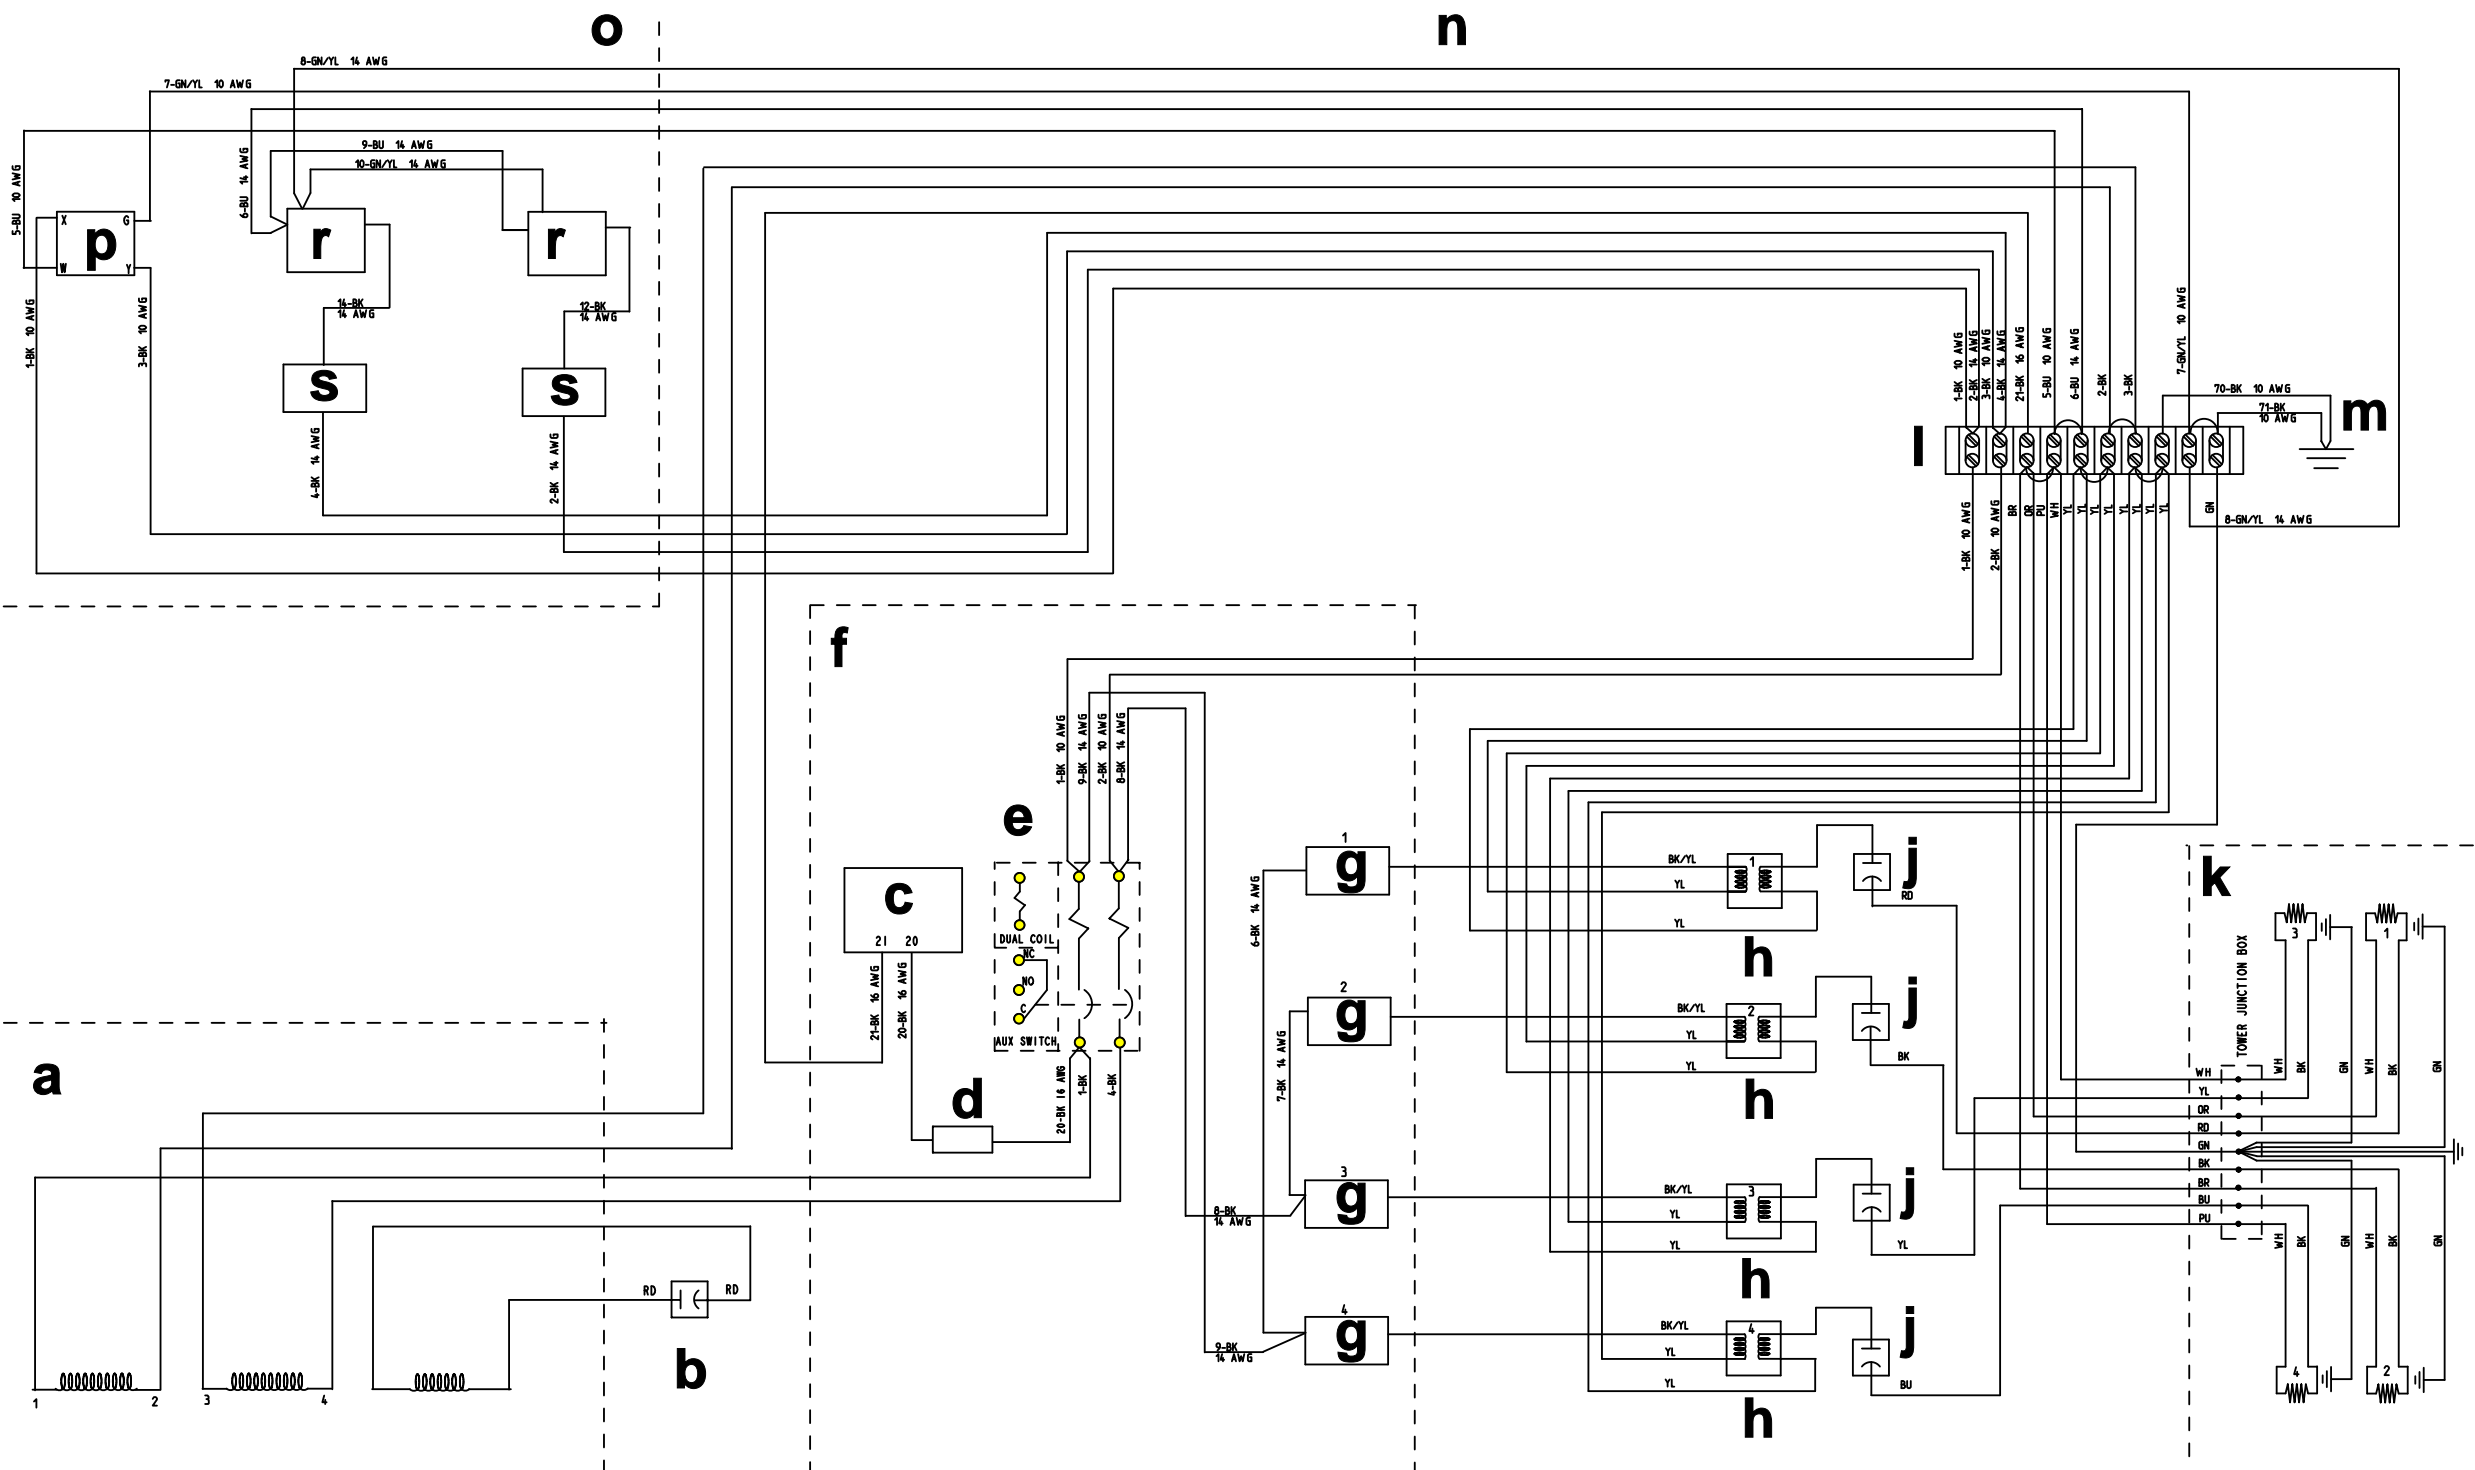 o
n
8-GN/YL 14 AWG
7-GN/YL 10 AWG
9-BU 14 AWG
10-GN/YL 14 AWG
5-BU 10 AWG
6-BU 14 AWG
X
G
p
W
Y
r
r
1-BK 10 AWG
3-BK 10 AWG
14-BK
14 AWG
12-BK
14 AWG
s
s
4-BK 14 AWG
2-BK 14 AWG
1-BK 10 AWG
2-BK 14 AWG
3-BK 10 AWG
4-BK 14 AWG
21-BK 16 AWG
5-BU 10 AWG
6-BU 14 AWG
2-BK
3-BK
7-GN/YL 10 AWG
70-BK 10 AWG
71-BK
10 AWG
m
l
1-BK 10 AWG
2-BK 10 AWG
BR
OR
PU
WH
YL
YL
YL
YL
YL
YL
YL
YL
GN
8-GN/YL 14 AWG
f
1-BK 10 AWG
9-BK 14 AWG
2-BK 10 AWG
8-BK 14 AWG
e
c
21 20
21-BK 16 AWG
20-BK 16 AWG
DUAL COIL
NC
NO
C
AUX SWITCH
20-BK 16 AWG
1-BK
4-BK
d
6-BK 14 AWG
7-BK 14 AWG
8-BK
14 AWG
9-BK
14 AWG
1
g
2
g
3
g
4
g
BK/YL
YL
YL
1
h
j
RD
BK/YL
YL
YL
2
h
j
BK
BK/YL
YL
YL
3
h
j
YL
BK/YL
YL
YL
4
h
j
BU
k
TOWER JUNCTION BOX
3
1
WH
BK
GN
WH
BK
GN
WH
YL
OR
RD
GN
BK
BR
BU
PU
WH
BK
GN
WH
BK
GN
4
2
a
RD
RD
b
1
2
3
4